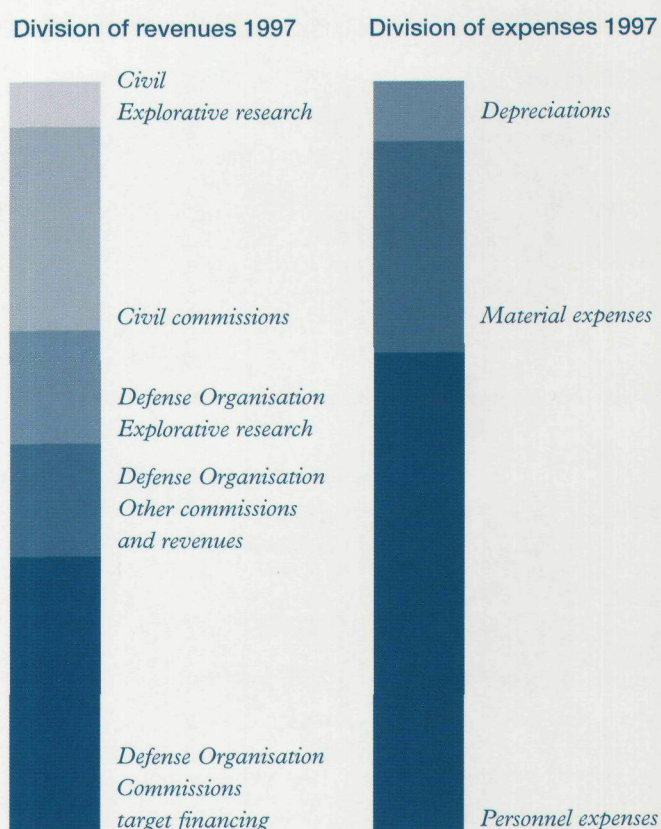 Division of revenues 1997
Civil
Explorative research
Civil commissions
Defense Organisation
Explorative research
Defense Organisation
Other commissions
and revenues
Defense Organisation
Commissions
target financing
Division of expenses 1997
Depreciations
Material expenses
Personnel expenses